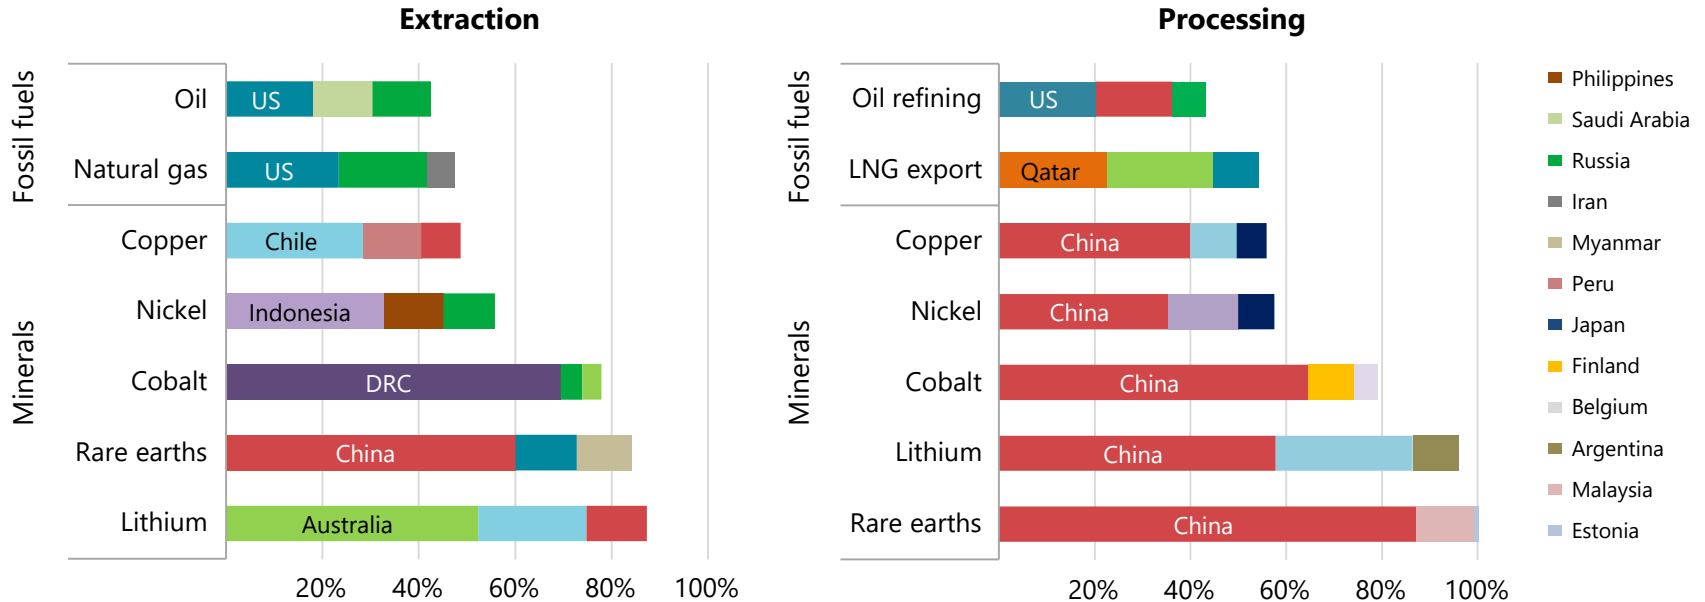 Extraction
Fossil fuels
Oil
US
Natural gas
US
Minerals
Copper
Chile
Nickel
Indonesia
Cobalt
DRC
Rare earths
China
Lithium
Australia
20% 40% 60% 80% 100%
Processing
Fossil fuels
Oil refining
US
LNG export
Qatar
Minerals
Copper
China
Nickel
China
Cobalt
China
Lithium
China
Rare earths
China
20% 40% 60% 80% 100%
Philippines
Saudi Arabia
Russia
Iran
Myanmar
Peru
Japan
Finland
Belgium
Argentina
Malaysia
Estonia